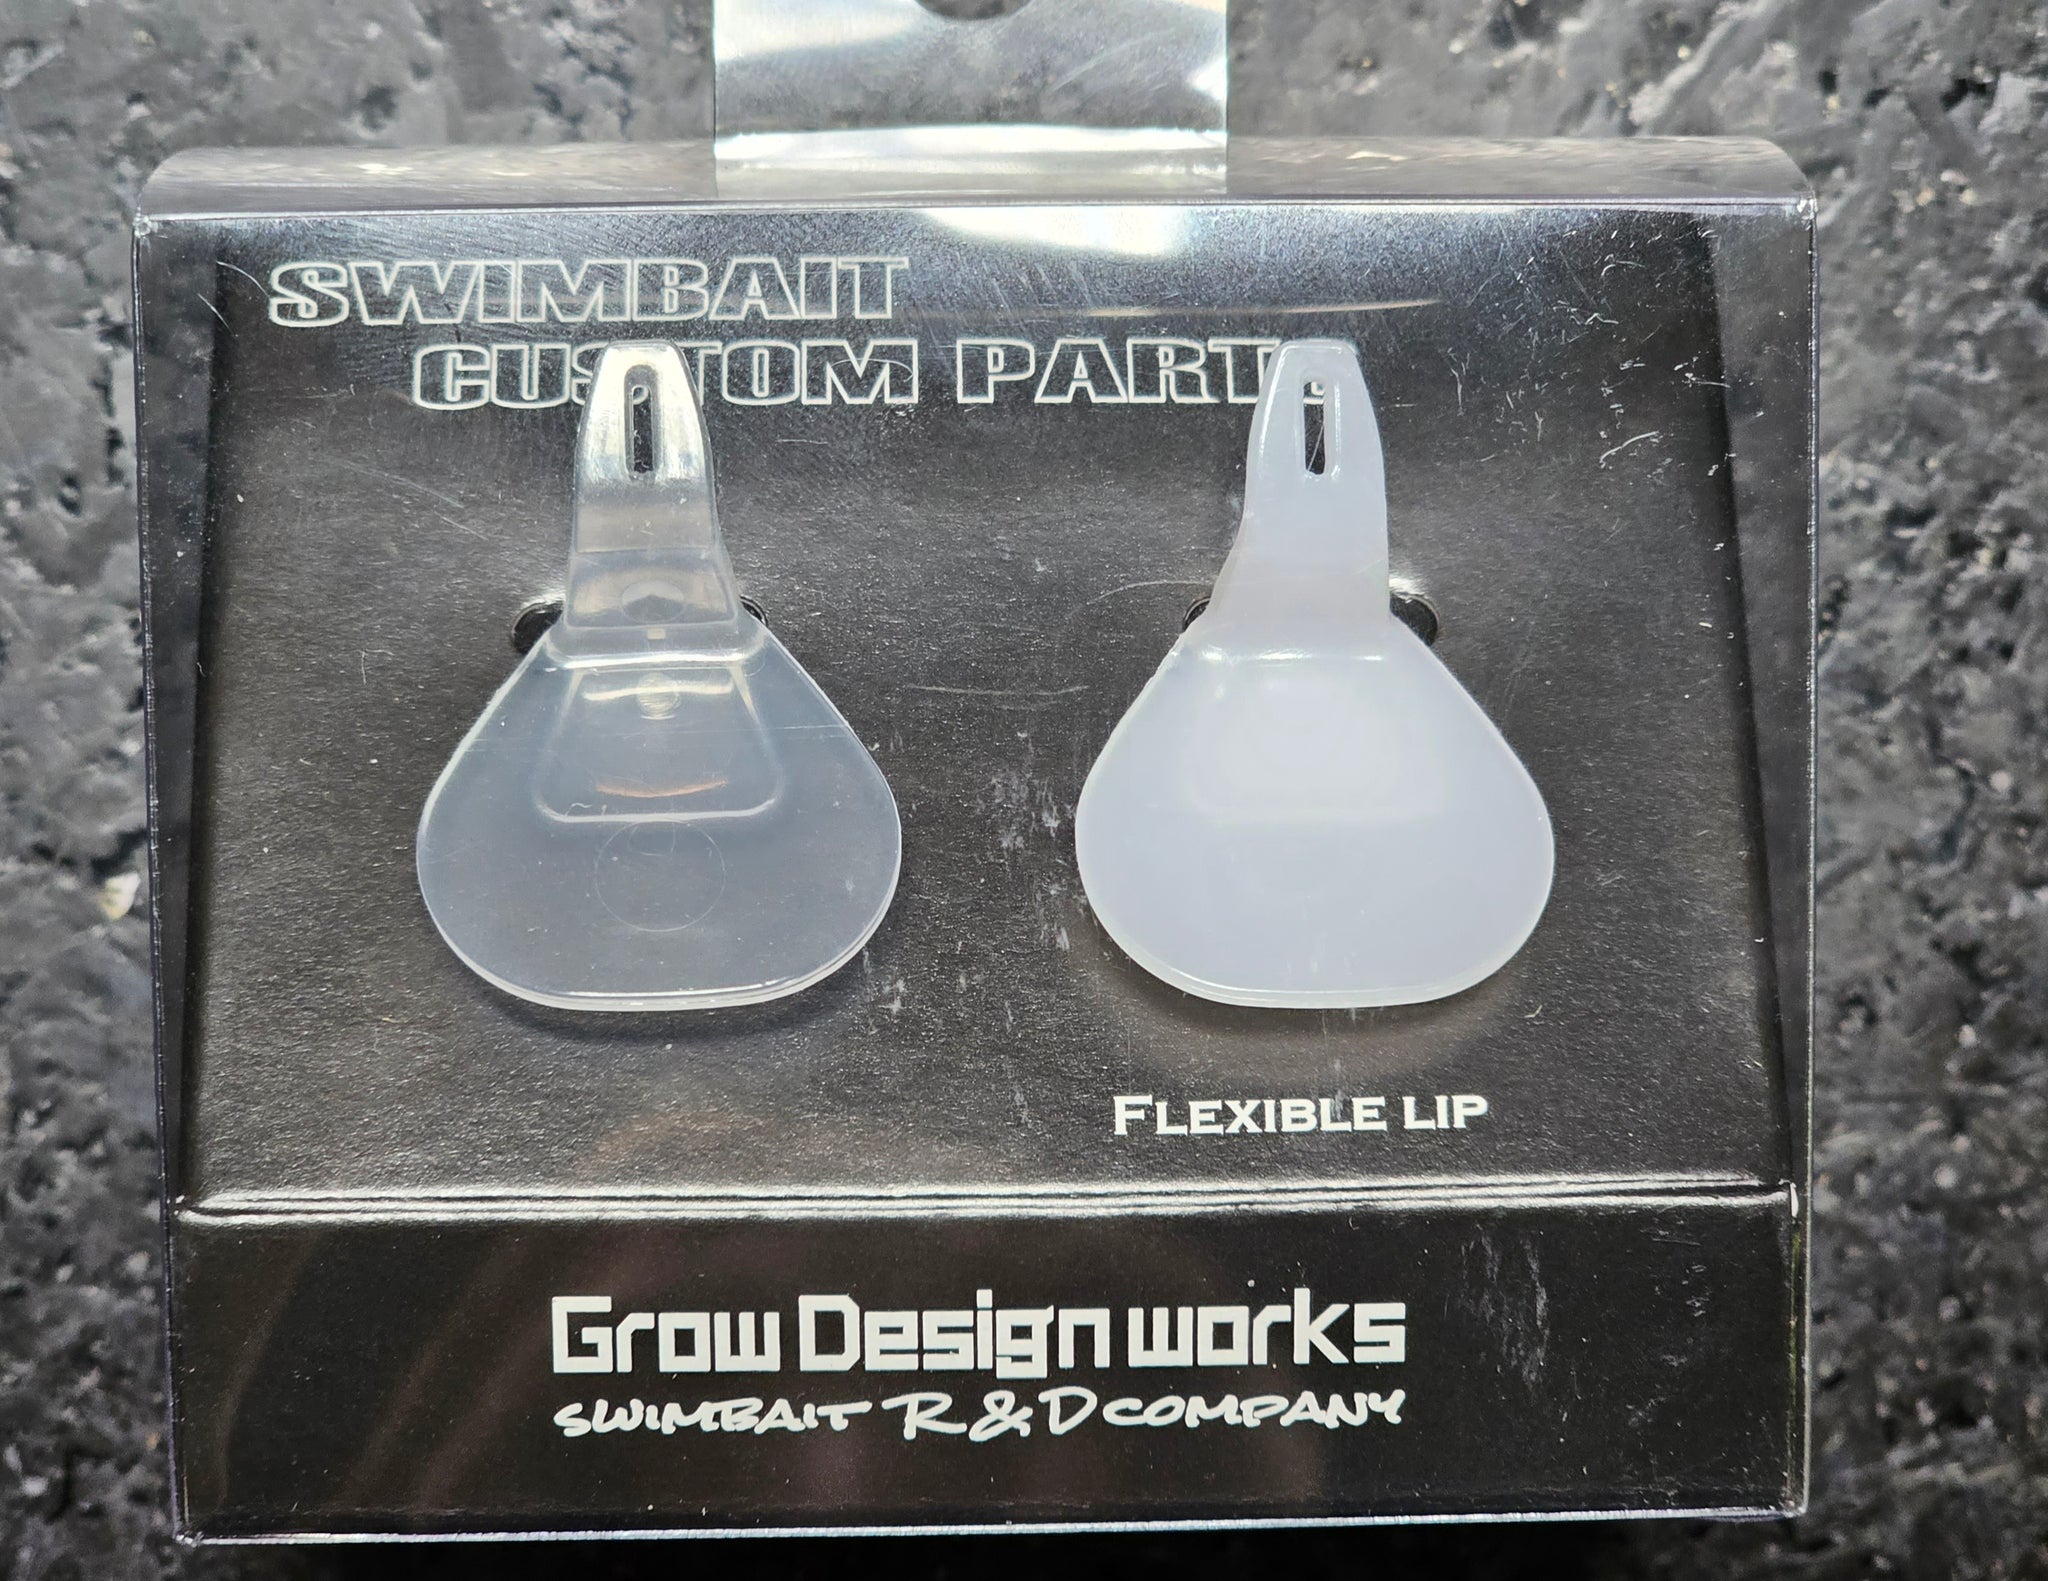 SWIMBAIT
CUSTOM PARTS
FLEXIBLE LIP
Grow Design works
SWIMBAIT R & D COMPANY